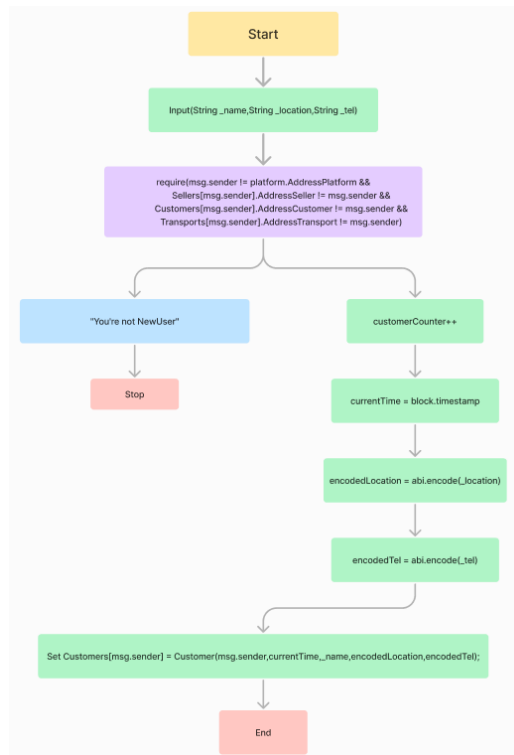 Start
Input(String _name,String _location,String _tel)
require(msg.sender != platform.AddressPlatform &&
Sellers[msg.sender].AddressSeller != msg.sender &&
Customers[msg.sender].AddressCustomer != msg.sender &&
Transports[msg.sender].AddressTransport != msg.sender)
"You're not NewUser"
customerCounter++
Stop
currentTime = block.timestamp
encodedLocation = abi.encode(_location)
encodedTel = abi.encode(_tel)
Set Customers[msg.sender] = Customer(msg.sender,currentTime,_name,encodedLocation,encodedTel);
End